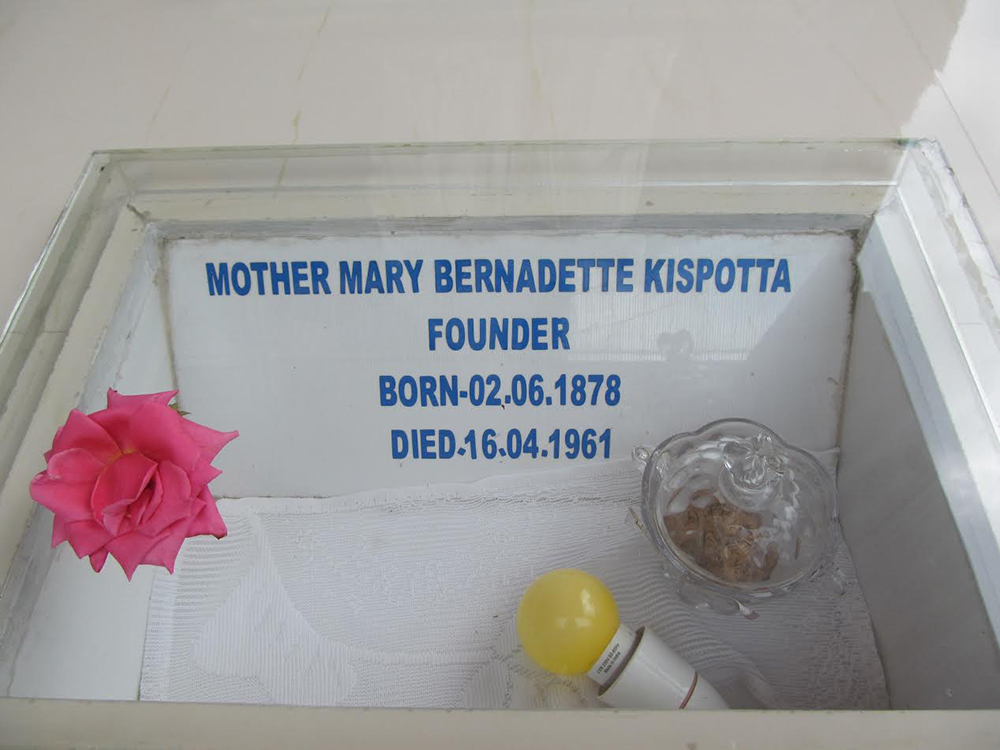 MOTHER MARY BERNADETTE KISPOTTA
FOUNDER
BORN-02.06.1878
DIED.16.04.1961